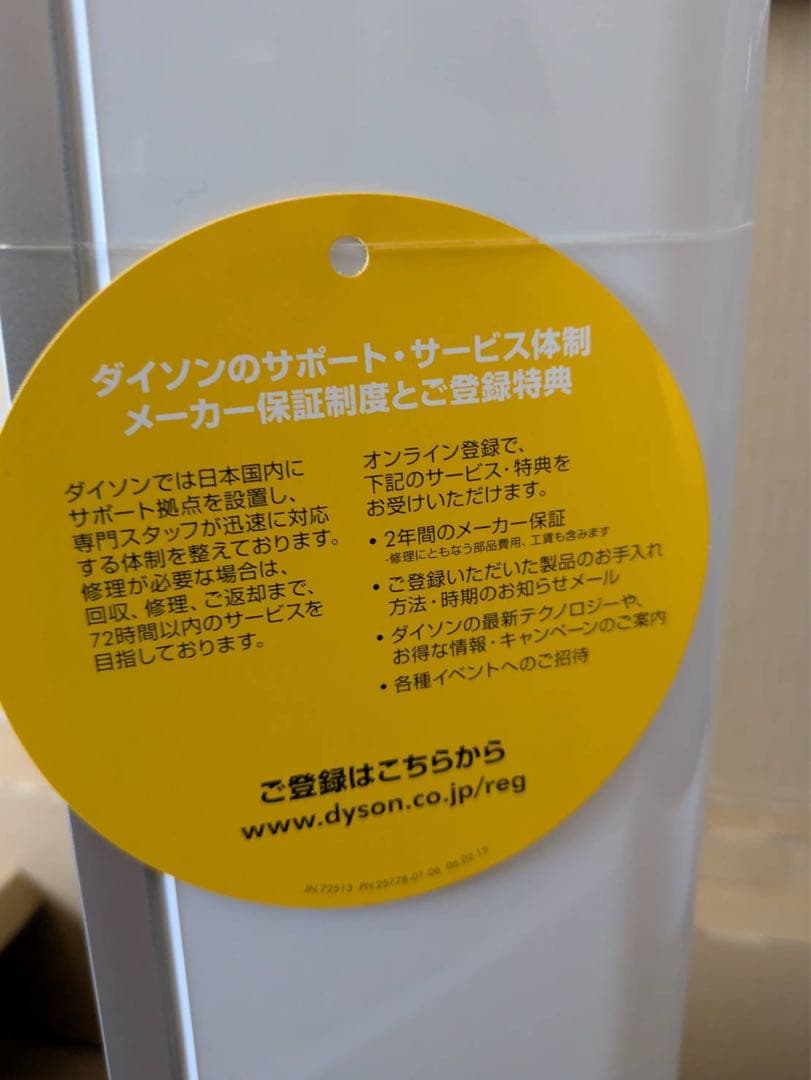 ダイソンのサポート・サービス体制
メーカー保証制度とご登録特典
ダイソンでは日本国内に
サポート拠点を設置し、
専門スタッフが迅速に対応
する体制を整えております。
修理が必要な場合は、
回収、修理、ご返却まで、
72時間以内のサービスを
目指しております。
オンライン登録で、
下記のサービス・特典を
お受けいただけます。
• 2年間のメーカー保証
-修理にともなう部品費用、工賃も含みます
• ご登録いただいた製品のお手入れ
方法・時期のお知らせメール
• ダイソンの最新テクノロジーや、
お得な情報・キャンペーンのご案内
• 各種イベントへのご招待
ご登録はこちらから
www.dyson.co.jp/reg
JN.72513 PN.25778-01-06 06.02.15